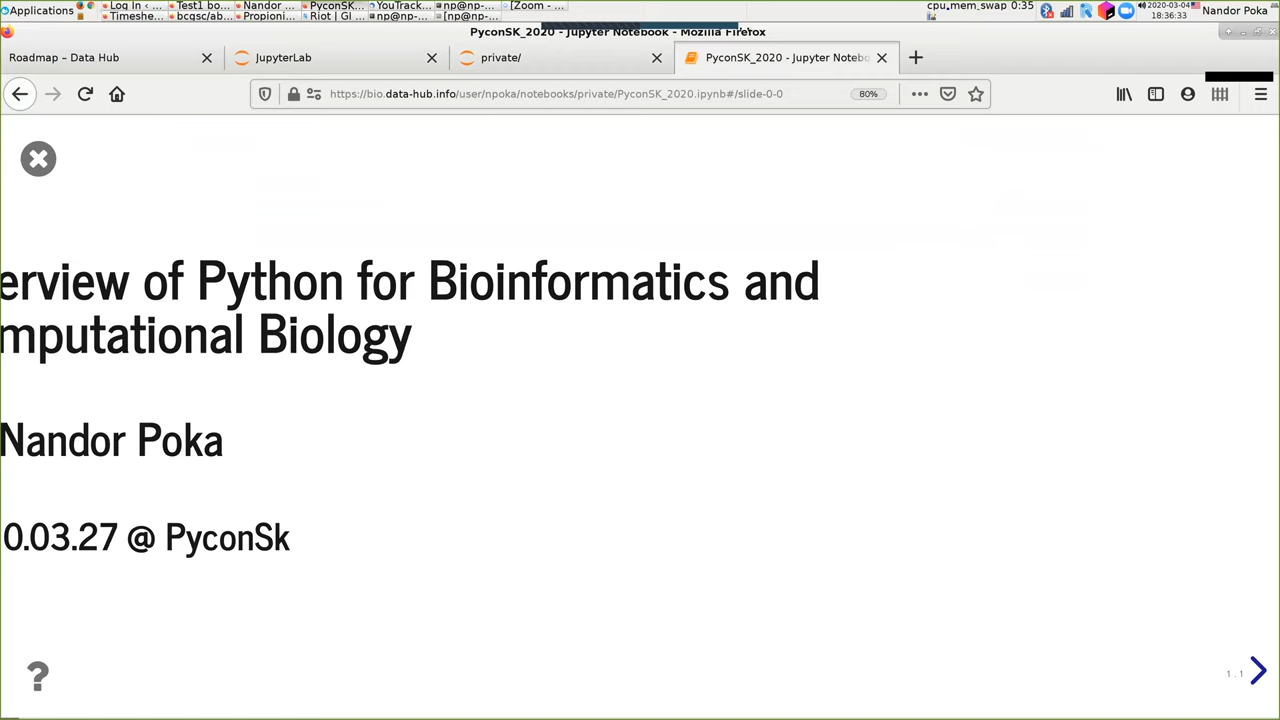 Applications
Log In ‹ ...
Test1 bo...
Nandor ...
PyconSK...
YouTrack...
np@np-...
[Zoom - ...
cpu,mem_swap 0:35
2020-03-04
18:36:33
Nandor Poka
Timeshe...
bcgsc/ab...
Propioni...
Riot | Gl ...
np@np-...
[np@np-...
PyconSK_2020 - Jupyter Notebook - Mozilla Firefox
Roadmap – Data Hub
JupyterLab
private/
PyconSK_2020 - Jupyter Notebo
https://bio.data-hub.info/user/npoka/notebooks/private/PyconSK_2020.ipynb#/slide-0-0
80%
erview of Python for Bioinformatics and
mputational Biology
Nandor Poka
0.03.27 @ PyconSk
?
1 . 1